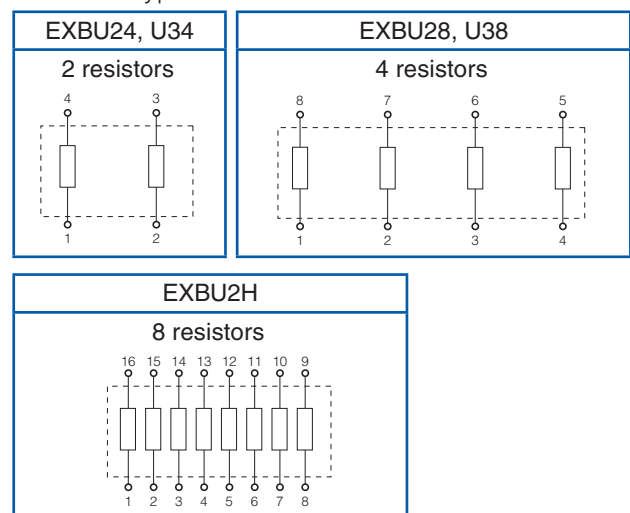 EXBU24, U34
2 resistors
4 3
1 2
EXBU28, U38
4 resistors
8 7 6 5
1 2 3 4
EXBU2H
8 resistors
16 15 14 13 12 11 10 9
1 2 3 4 5 6 7 8